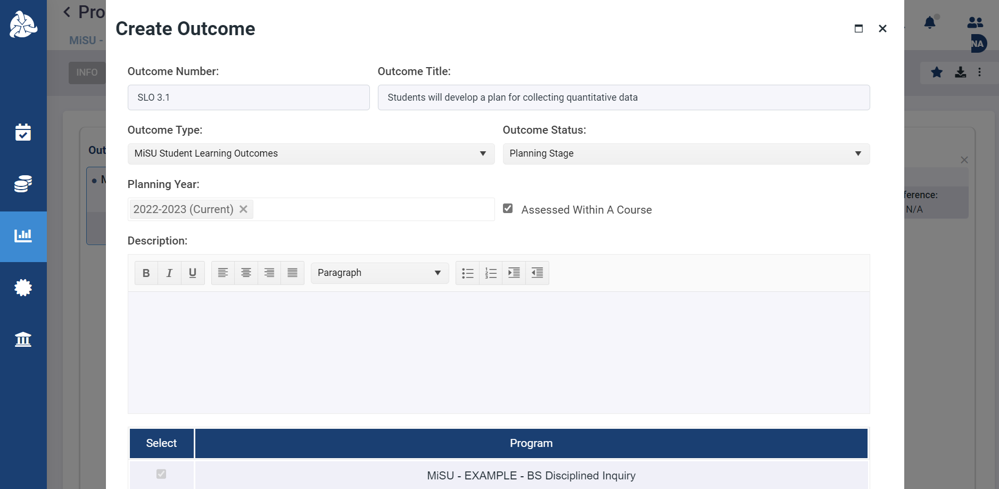 Pro
MiSU -
NA
INFO
Out
ference:
N/A
Create Outcome
Outcome Number:
Outcome Title:
SLO 3.1
Students will develop a plan for collecting quantitative data
Outcome Type:
Outcome Status:
MiSU Student Learning Outcomes
Planning Stage
Planning Year:
2022-2023 (Current)
Assessed Within A Course
Description:
B I U
Paragraph
Select
Program
MiSU - EXAMPLE - BS Disciplined Inquiry